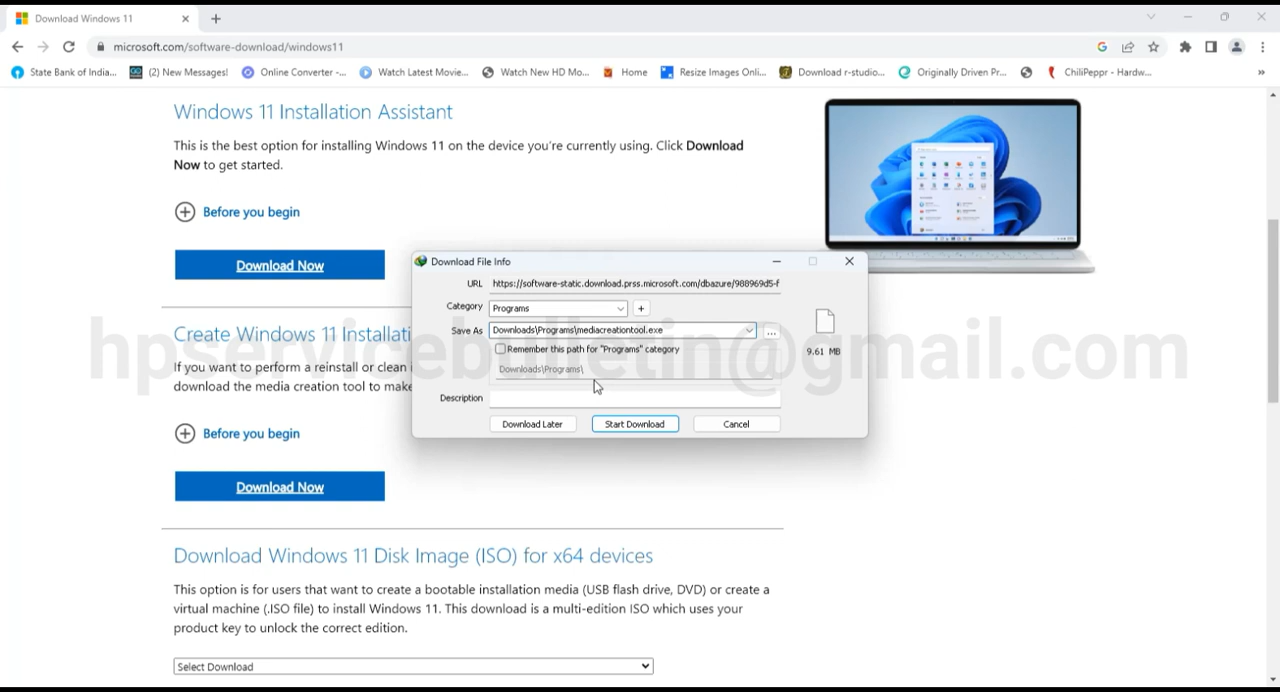 Download Windows 11
microsoft.com/software-download/windows11
State Bank of India... (2) New Messages! Online Converter -... Watch Latest Movie... Watch New HD Mo... Home Resize Images Onli... Download r-studio... Originally Driven Pr... ChiliPeppr - Hardw...
Windows 11 Installation Assistant
This is the best option for installing Windows 11 on the device you're currently using. Click Download
Now to get started.
Before you begin
Download Now
Download File Info
URL https://software-static.download.prss.microsoft.com/dbazure/988969d5-f
Category Programs +
Save As Downloads\Programs\mediacreationtool.exe ...
Remember this path for "Programs" category
Downloads\Programs\
9.61 MB
Description
Download Later Start Download Cancel
hpservicebulletin@gmail.com
Create Windows 11 Installati
If you want to perform a reinstall or clean i
download the media creation tool to make
Before you begin
Download Now
Download Windows 11 Disk Image (ISO) for x64 devices
This option is for users that want to create a bootable installation media (USB flash drive, DVD) or create a
virtual machine (.ISO file) to install Windows 11. This download is a multi-edition ISO which uses your
product key to unlock the correct edition.
Select Download